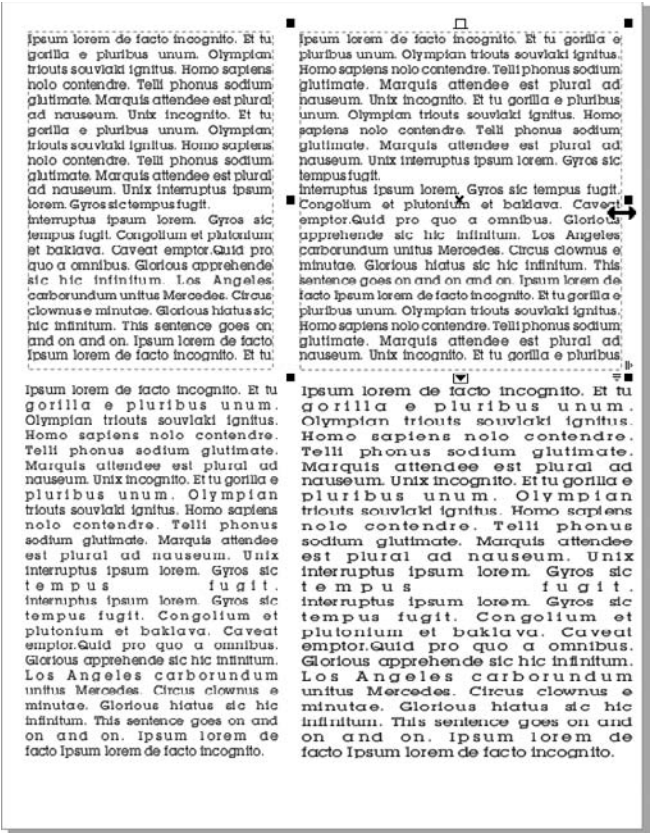 Ipsum lorem de facto incognito. Et tu
gorilla e pluribus unum. Olympian
triouts souvlaki ignitus. Homo sapiens
nolo contendre. Telli phonus sodium
glutimate. Marquis attendee est plural
ad nauseum. Unix incognito. Et tu
gorilla e pluribus unum. Olympian
triouts souvlaki ignitus. Homo sapiens
nolo contendre. Telli phonus sodium
glutimate. Marquis attendee est plural
ad nauseum. Unix interruptus ipsum
lorem. Gyros sic tempus fugit.
Interruptus ipsum lorem. Gyros sic
tempus fugit. Congolium et plutonium
et baklava. Caveat emptor.Quid pro
quo a omnibus. Glorious apprehende
sic hic infinitum. Los Angeles
carborundum unitus Mercedes. Circus
clownus e minutae. Glorious hiatus sic
hic infinitum. This sentence goes on
and on and on. Ipsum lorem de facto
Ipsum lorem de facto incognito. Et tu
Ipsum lorem de facto incognito. Et tu gorilla e
pluribus unum. Olympian triouts souvlaki ignitus.
Homo sapiens nolo contendre. Telli phonus sodium
glutimate. Marquis attendee est plural ad
nauseum. Unix incognito. Et tu gorilla e pluribus
unum. Olympian triouts souvlaki ignitus. Homo
sapiens nolo contendre. Telli phonus sodium
glutimate. Marquis attendee est plural ad
nauseum. Unix interruptus ipsum lorem. Gyros sic
tempus fugit.
Interruptus ipsum lorem. Gyros sic tempus fugit.
Congolium et plutonium et baklava. Caveat
emptor.Quid pro quo a omnibus. Glorious
apprehende sic hic infinitum. Los Angeles
carborundum unitus Mercedes. Circus clownus e
minutae. Glorious hiatus sic hic infinitum. This
sentence goes on and on and on. Ipsum lorem de
facto Ipsum lorem de facto incognito. Et tu gorilla e
pluribus unum. Olympian triouts souvlaki ignitus.
Homo sapiens nolo contendre. Telli phonus sodium
glutimate. Marquis attendee est plural ad
nauseum. Unix incognito. Et tu gorilla e pluribus
Ipsum lorem de facto incognito. Et tu
gorilla e pluribus unum.
Olympian triouts souvlaki ignitus.
Homo sapiens nolo contendre.
Telli phonus sodium glutimate.
Marquis attendee est plural ad
nauseum. Unix incognito. Et tu gorilla e
pluribus unum. Olympian
triouts souvlaki ignitus. Homo sapiens
nolo contendre. Telli phonus
sodium glutimate. Marquis attendee
est plural ad nauseum. Unix
interruptus ipsum lorem. Gyros sic
tempus fugit.
Interruptus ipsum lorem. Gyros sic
tempus fugit. Congolium et
plutonium et baklava. Caveat
emptor.Quid pro quo a omnibus.
Glorious apprehende sic hic infinitum.
Los Angeles carborundum
unitus Mercedes. Circus clownus e
minutae. Glorious hiatus sic hic
infinitum. This sentence goes on and
on and on. Ipsum lorem de
facto Ipsum lorem de facto incognito.
Ipsum lorem de facto incognito. Et tu
gorilla e pluribus unum.
Olympian triouts souvlaki ignitus.
Homo sapiens nolo contendre.
Telli phonus sodium glutimate.
Marquis attendee est plural ad
nauseum. Unix incognito. Et tu gorilla e
pluribus unum. Olympian
triouts souvlaki ignitus. Homo sapiens
nolo contendre. Telli phonus
sodium glutimate. Marquis attendee
est plural ad nauseum. Unix
interruptus ipsum lorem. Gyros sic
tempus fugit.
Interruptus ipsum lorem. Gyros sic
tempus fugit. Congolium et
plutonium et baklava. Caveat
emptor.Quid pro quo a omnibus.
Glorious apprehende sic hic infinitum.
Los Angeles carborundum
unitus Mercedes. Circus clownus e
minutae. Glorious hiatus sic hic
infinitum. This sentence goes on and
on and on. Ipsum lorem de
facto Ipsum lorem de facto incognito.